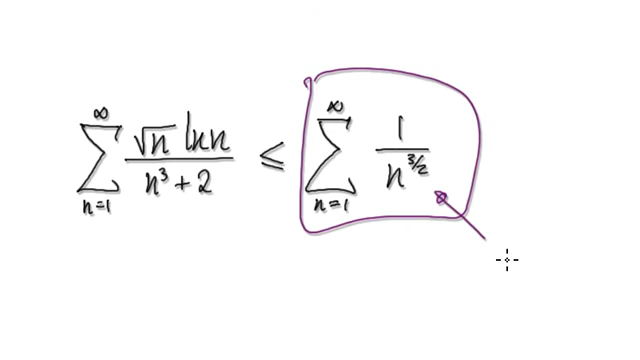 ∞ ∞
∑ √n ln n / (n³ + 2) ≤ ∑ 1 / n^(3/2)
n=1 n=1